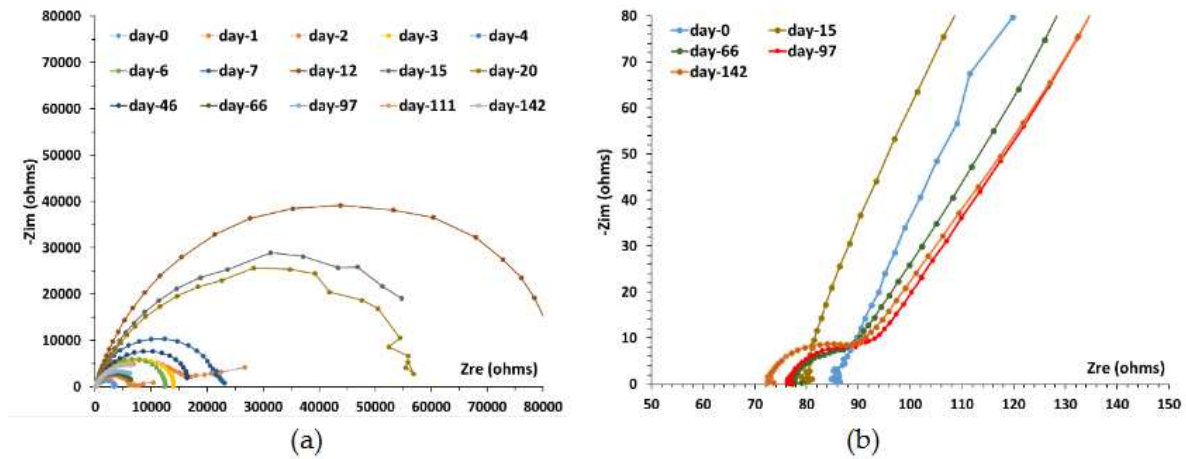 80000
day-0 day-1 day-2 day-3 day-4
70000
day-6 day-7 day-12 day-15 day-20
60000
day-46 day-66 day-97 day-111 day-142
50000
-Zim (ohms)
40000
30000
20000
10000
Zre (ohms)
0
0 10000 20000 30000 40000 50000 60000 70000 80000
(a)
80
day-0 day-15
70
day-66 day-97
day-142
60
50
-Zim (ohms)
40
30
20
10
Zre (ohms)
0
50 60 70 80 90 100 110 120 130 140 150
(b)